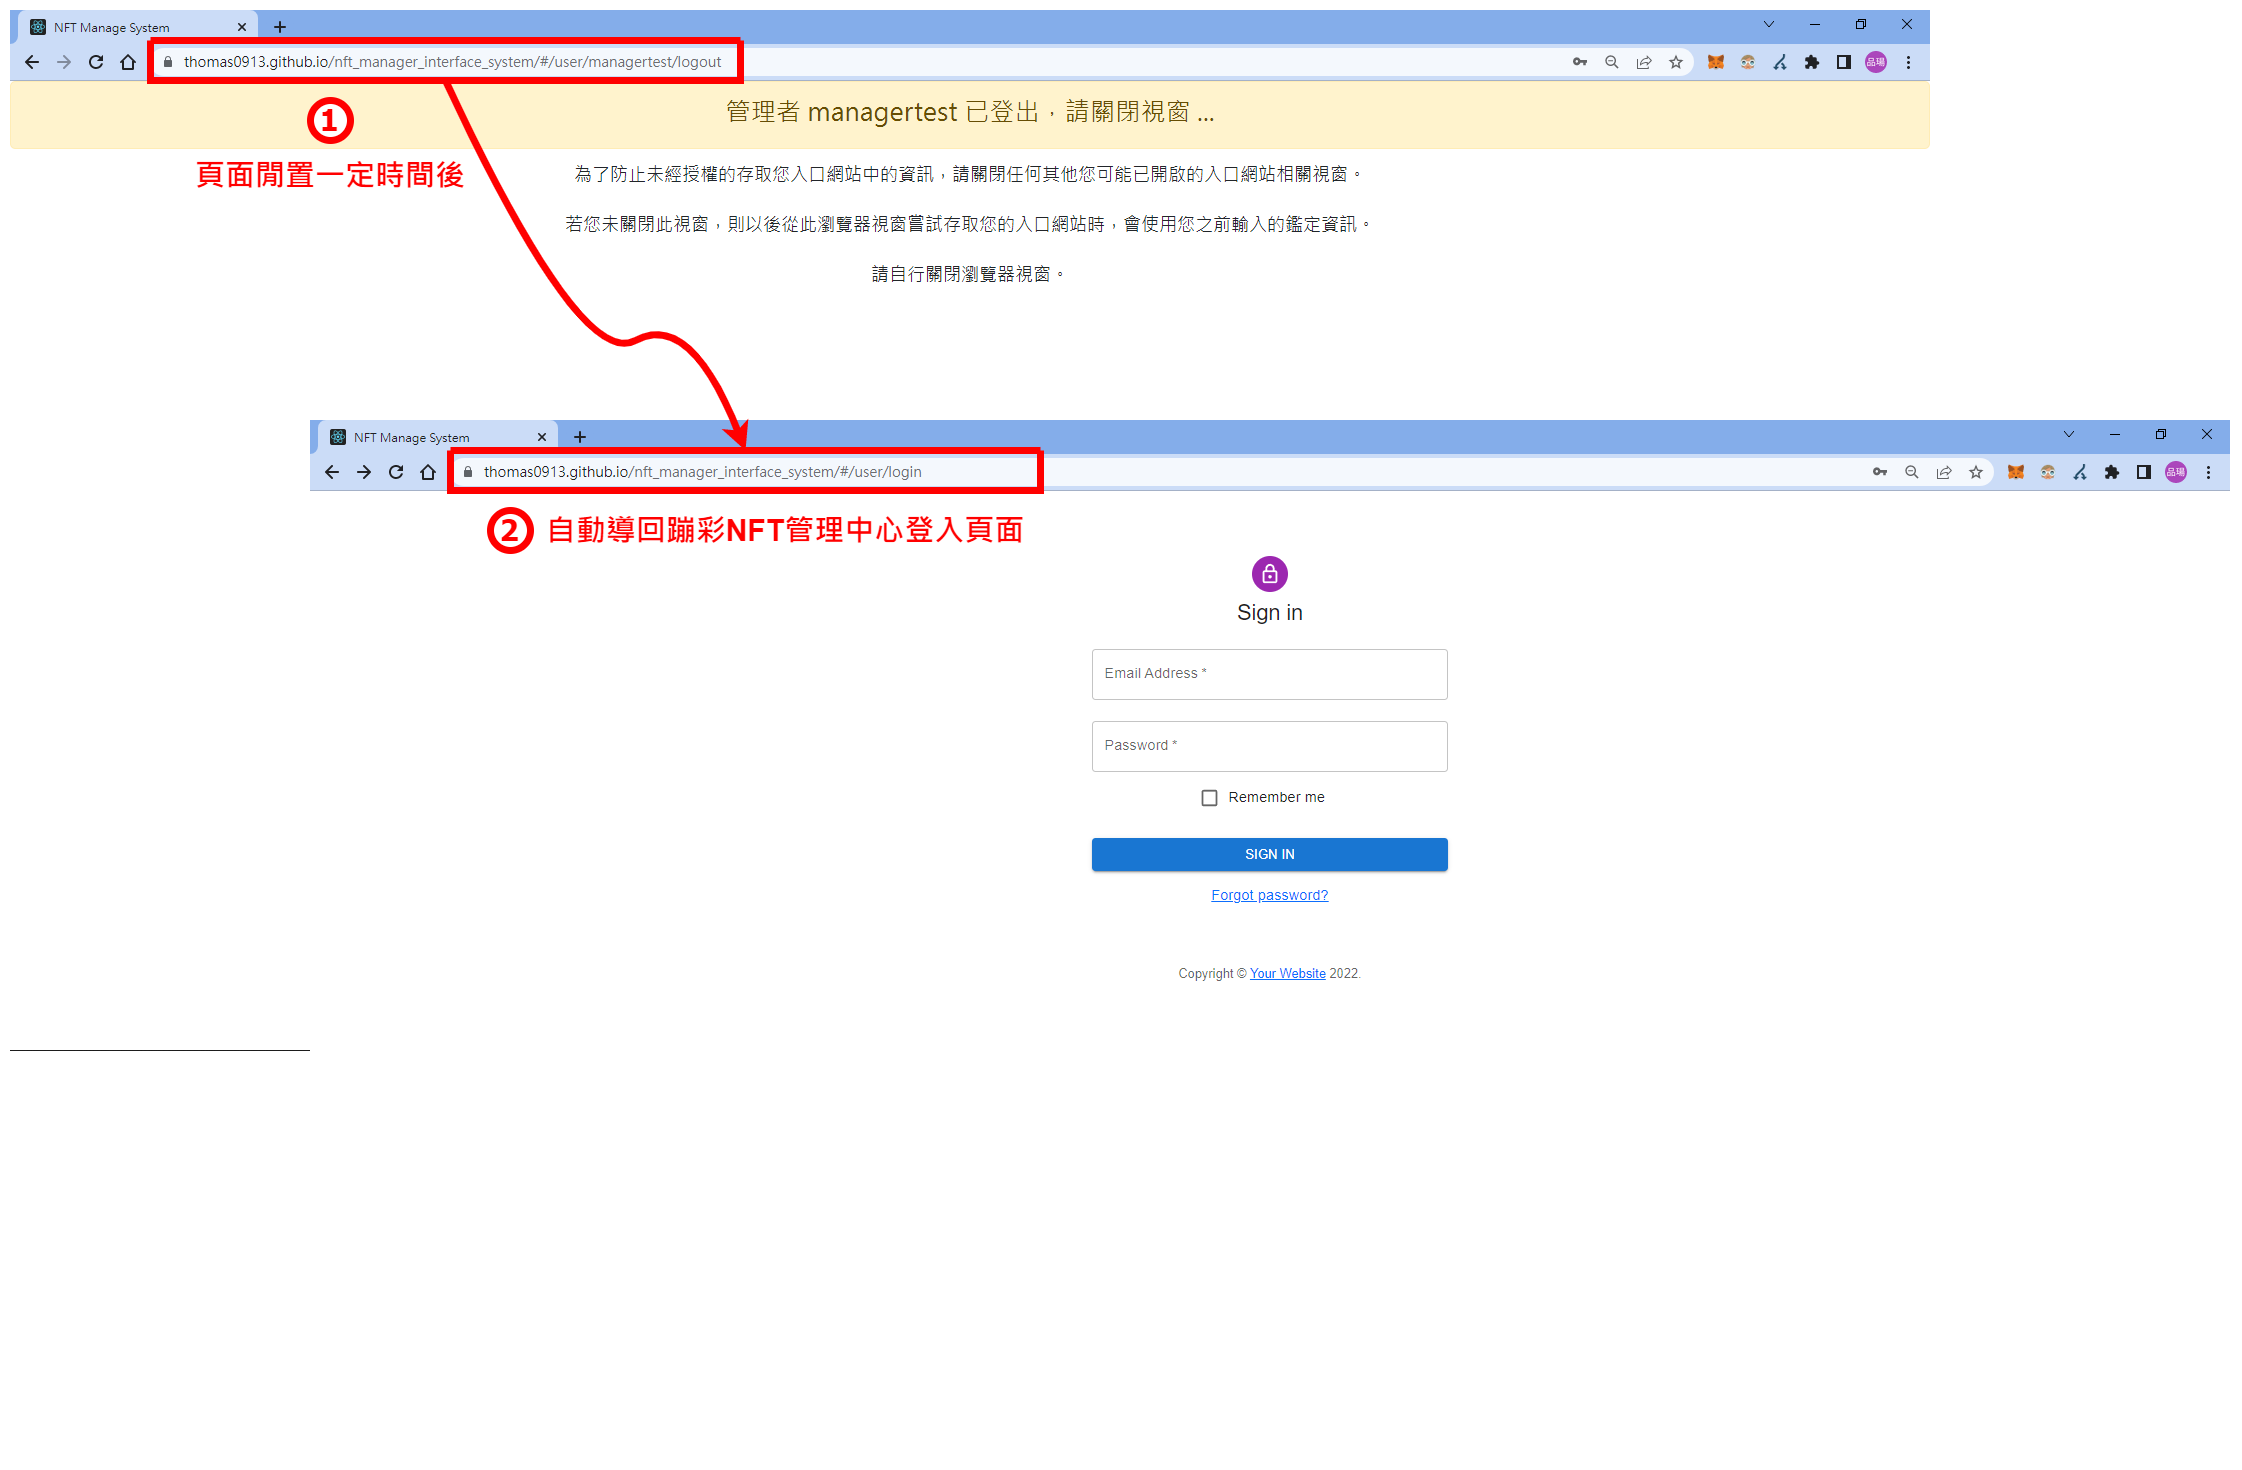 NFT Manage System
thomas0913.github.io/nft_manager_interface_system/#/user/managertest/logout
品瑒
管理者 managertest 已登出，請關閉視窗 ...
1
頁面閒置一定時間後
為了防止未經授權的存取您入口網站中的資訊，請關閉任何其他您可能已開啟的入口網站相關視窗。
若您未關閉此視窗，則以後從此瀏覽器視窗嘗試存取您的入口網站時，會使用您之前輸入的鑑定資訊。
請自行關閉瀏覽器視窗。
NFT Manage System
thomas0913.github.io/nft_manager_interface_system/#/user/login
品瑒
2 自動導回蹦彩NFT管理中心登入頁面
Sign in
Email Address *
Password *
Remember me
SIGN IN
Forgot password?
Copyright © Your Website 2022.